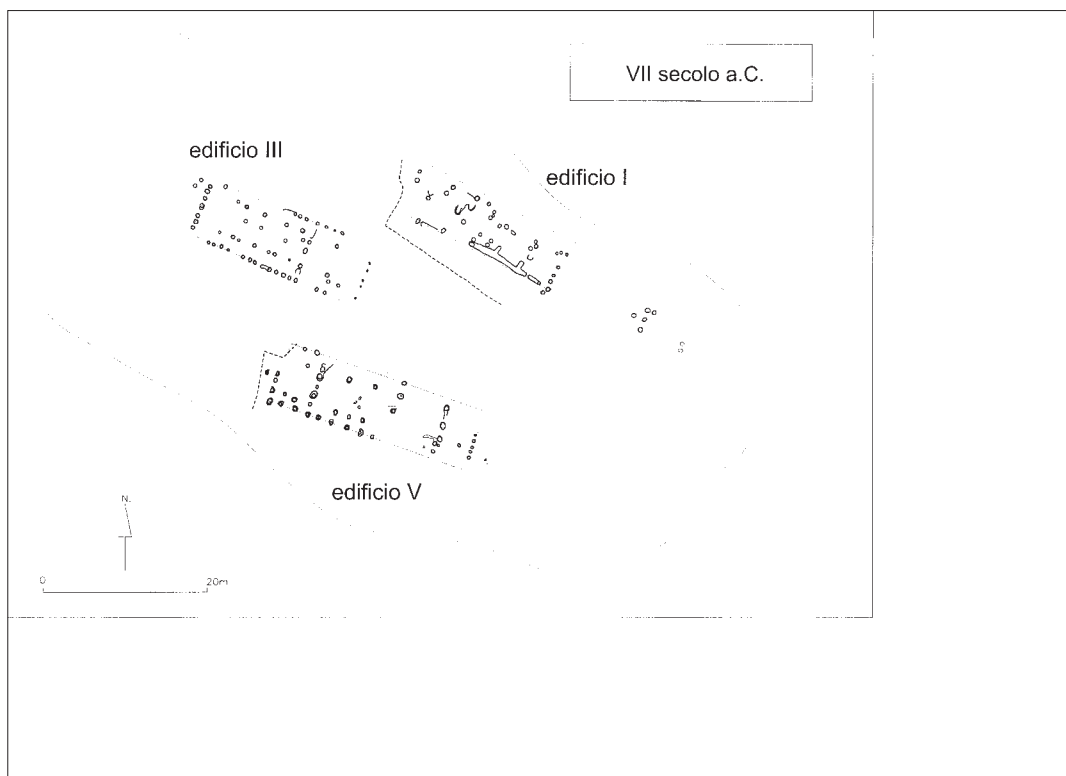 VII secolo a.C.
edificio III
edificio I
edificio V
N.
0 20m